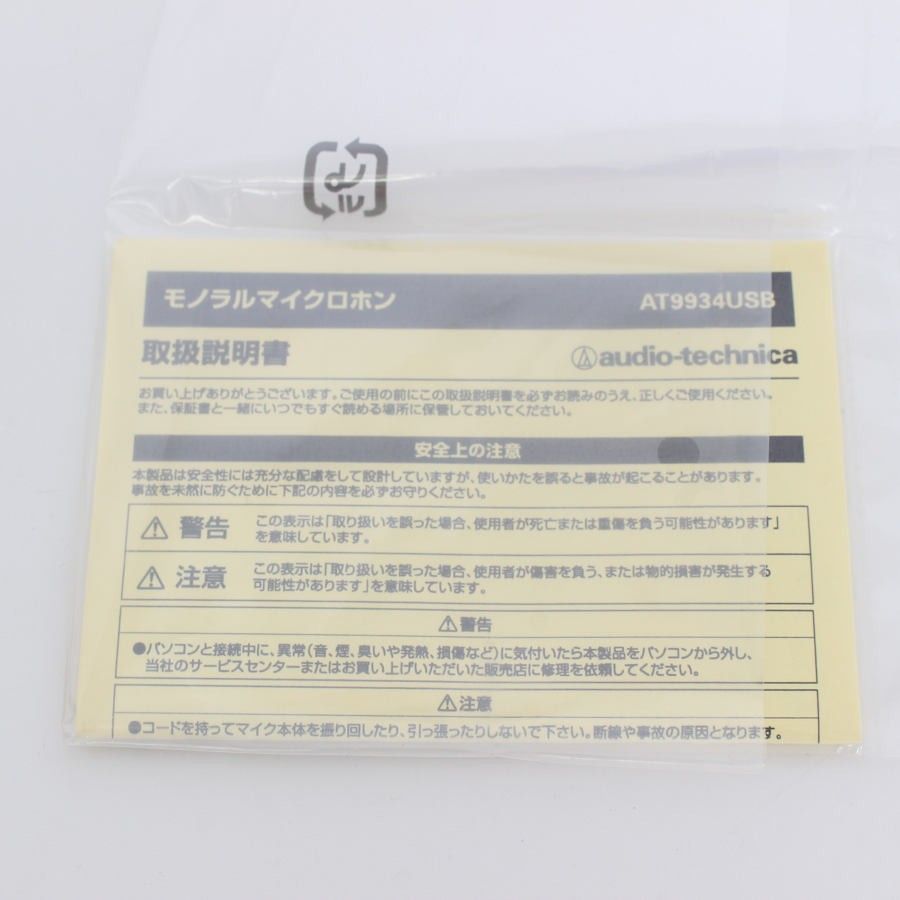 プラ
モノラルマイクロホン AT9934USB
取扱説明書 audio-technica
お買い上げありがとうございます。ご使用の前にこの取扱説明書を必ずお読みのうえ、正しくご使用ください。
また、保証書と一緒にいつでもすぐ読める場所に保管しておいてください。
安全上の注意
本製品は安全性には充分な配慮をして設計していますが、使いかたを誤ると事故が起こることがあります。
事故を未然に防ぐために下記の内容を必ずお守りください。
警告 この表示は「取り扱いを誤った場合、使用者が死亡または重傷を負う可能性があります」
を意味しています。
注意 この表示は「取り扱いを誤った場合、使用者が傷害を負う、または物的損害が発生する
可能性があります」を意味しています。
警告
●パソコンと接続中に、異常(音、煙、臭いや発熱、損傷など)に気付いたら本製品をパソコンから外し、
当社のサービスセンターまたはお買い上げいただいた販売店に修理を依頼してください。
注意
●コードを持ってマイク本体を振り回したり、引っ張ったりしないで下さい。断線や事故の原因となります。